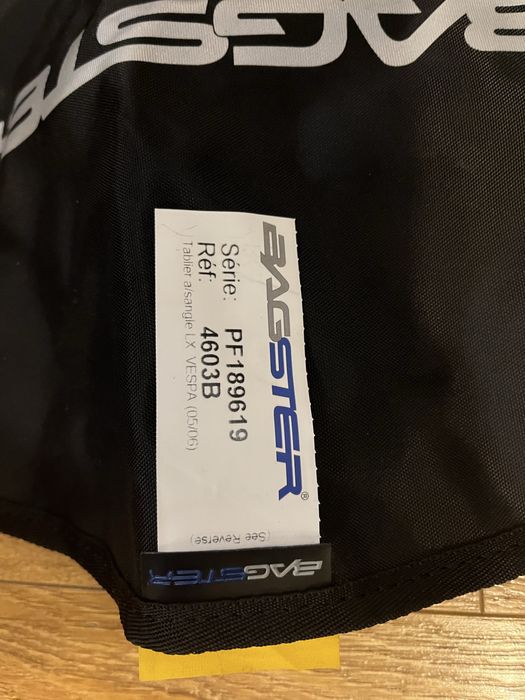 BAGSTER
BAGSTER®
Série: PF189619
Réf: 4603B
Tablier a/sangle LX VESPA (05/06)
(See Reverse)
BAGSTER